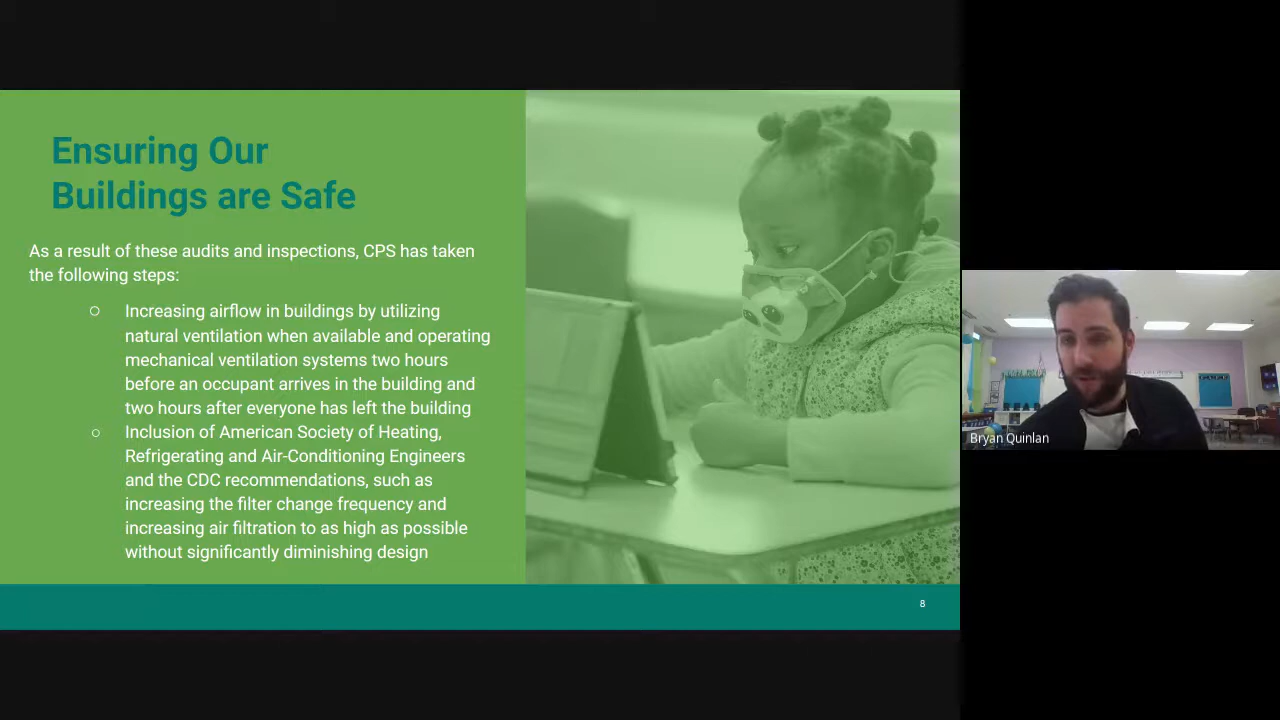 Ensuring Our
Buildings are Safe
As a result of these audits and inspections, CPS has taken
the following steps:
Increasing airflow in buildings by utilizing
natural ventilation when available and operating
mechanical ventilation systems two hours
before an occupant arrives in the building and
two hours after everyone has left the building
Inclusion of American Society of Heating,
Refrigerating and Air-Conditioning Engineers
and the CDC recommendations, such as
increasing the filter change frequency and
increasing air filtration to as high as possible
without significantly diminishing design
8
Bryan Quinlan